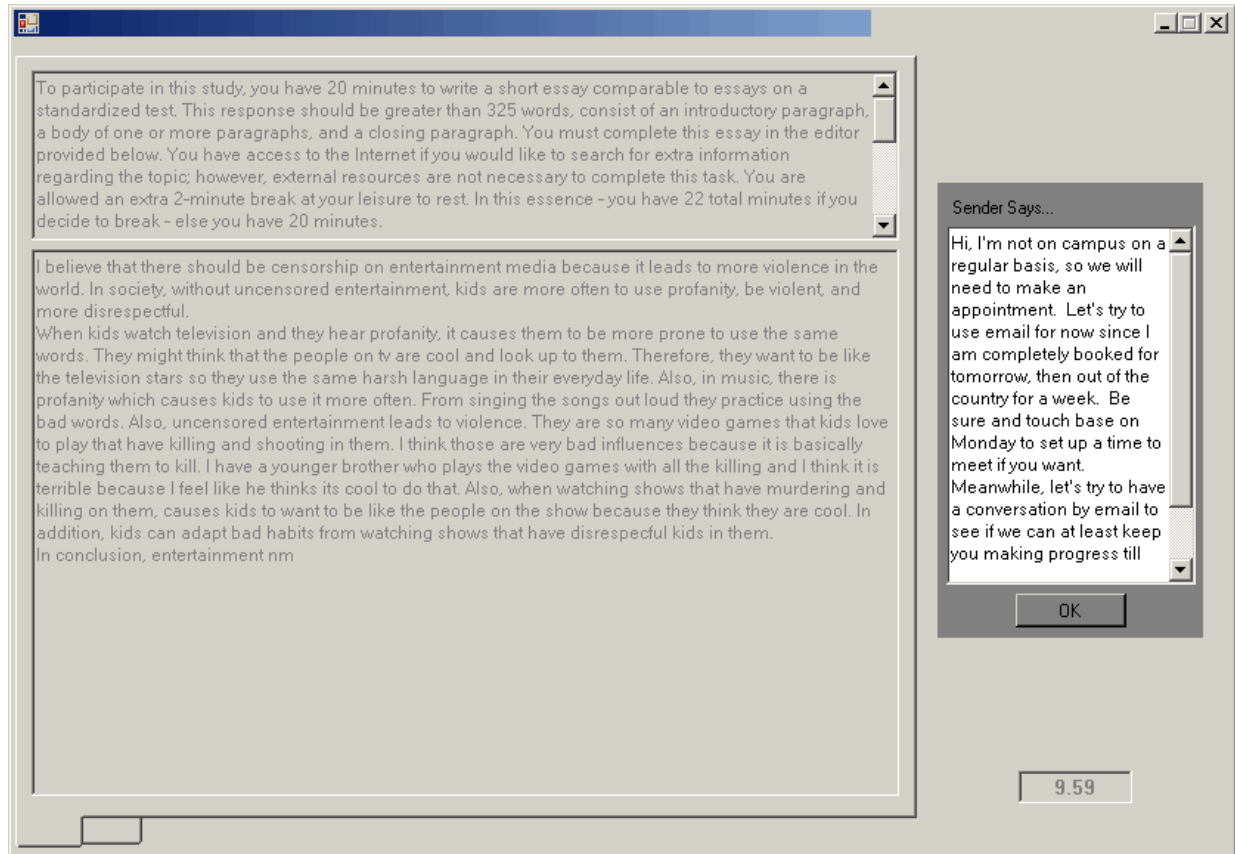 To participate in this study, you have 20 minutes to write a short essay comparable to essays on a
standardized test. This response should be greater than 325 words, consist of an introductory paragraph,
a body of one or more paragraphs, and a closing paragraph. You must complete this essay in the editor
provided below. You have access to the Internet if you would like to search for extra information
regarding the topic; however, external resources are not necessary to complete this task. You are
allowed an extra 2-minute break at your leisure to rest. In this essence - you have 22 total minutes if you
decide to break - else you have 20 minutes.
I believe that there should be censorship on entertainment media because it leads to more violence in the
world. In society, without uncensored entertainment, kids are more often to use profanity, be violent, and
more disrespectful.
When kids watch television and they hear profanity, it causes them to be more prone to use the same
words. They might think that the people on tv are cool and look up to them. Therefore, they want to be like
the television stars so they use the same harsh language in their everyday life. Also, in music, there is
profanity which causes kids to use it more often. From singing the songs out loud they practice using the
bad words. Also, uncensored entertainment leads to violence. They are so many video games that kids love
to play that have killing and shooting in them. I think those are very bad influences because it is basically
teaching them to kill. I have a younger brother who plays the video games with all the killing and I think it is
terrible because I feel like he thinks its cool to do that. Also, when watching shows that have murdering and
killing on them, causes kids to want to be like the people on the show because they think they are cool. In
addition, kids can adapt bad habits from watching shows that have disrespecful kids in them.
In conclusion, entertainment nm
Sender Says...
Hi, I'm not on campus on a
regular basis, so we will
need to make an
appointment. Let's try to
use email for now since I
am completely booked for
tomorrow, then out of the
country for a week. Be
sure and touch base on
Monday to set up a time to
meet if you want.
Meanwhile, let's try to have
a conversation by email to
see if we can at least keep
you making progress till
OK
9.59